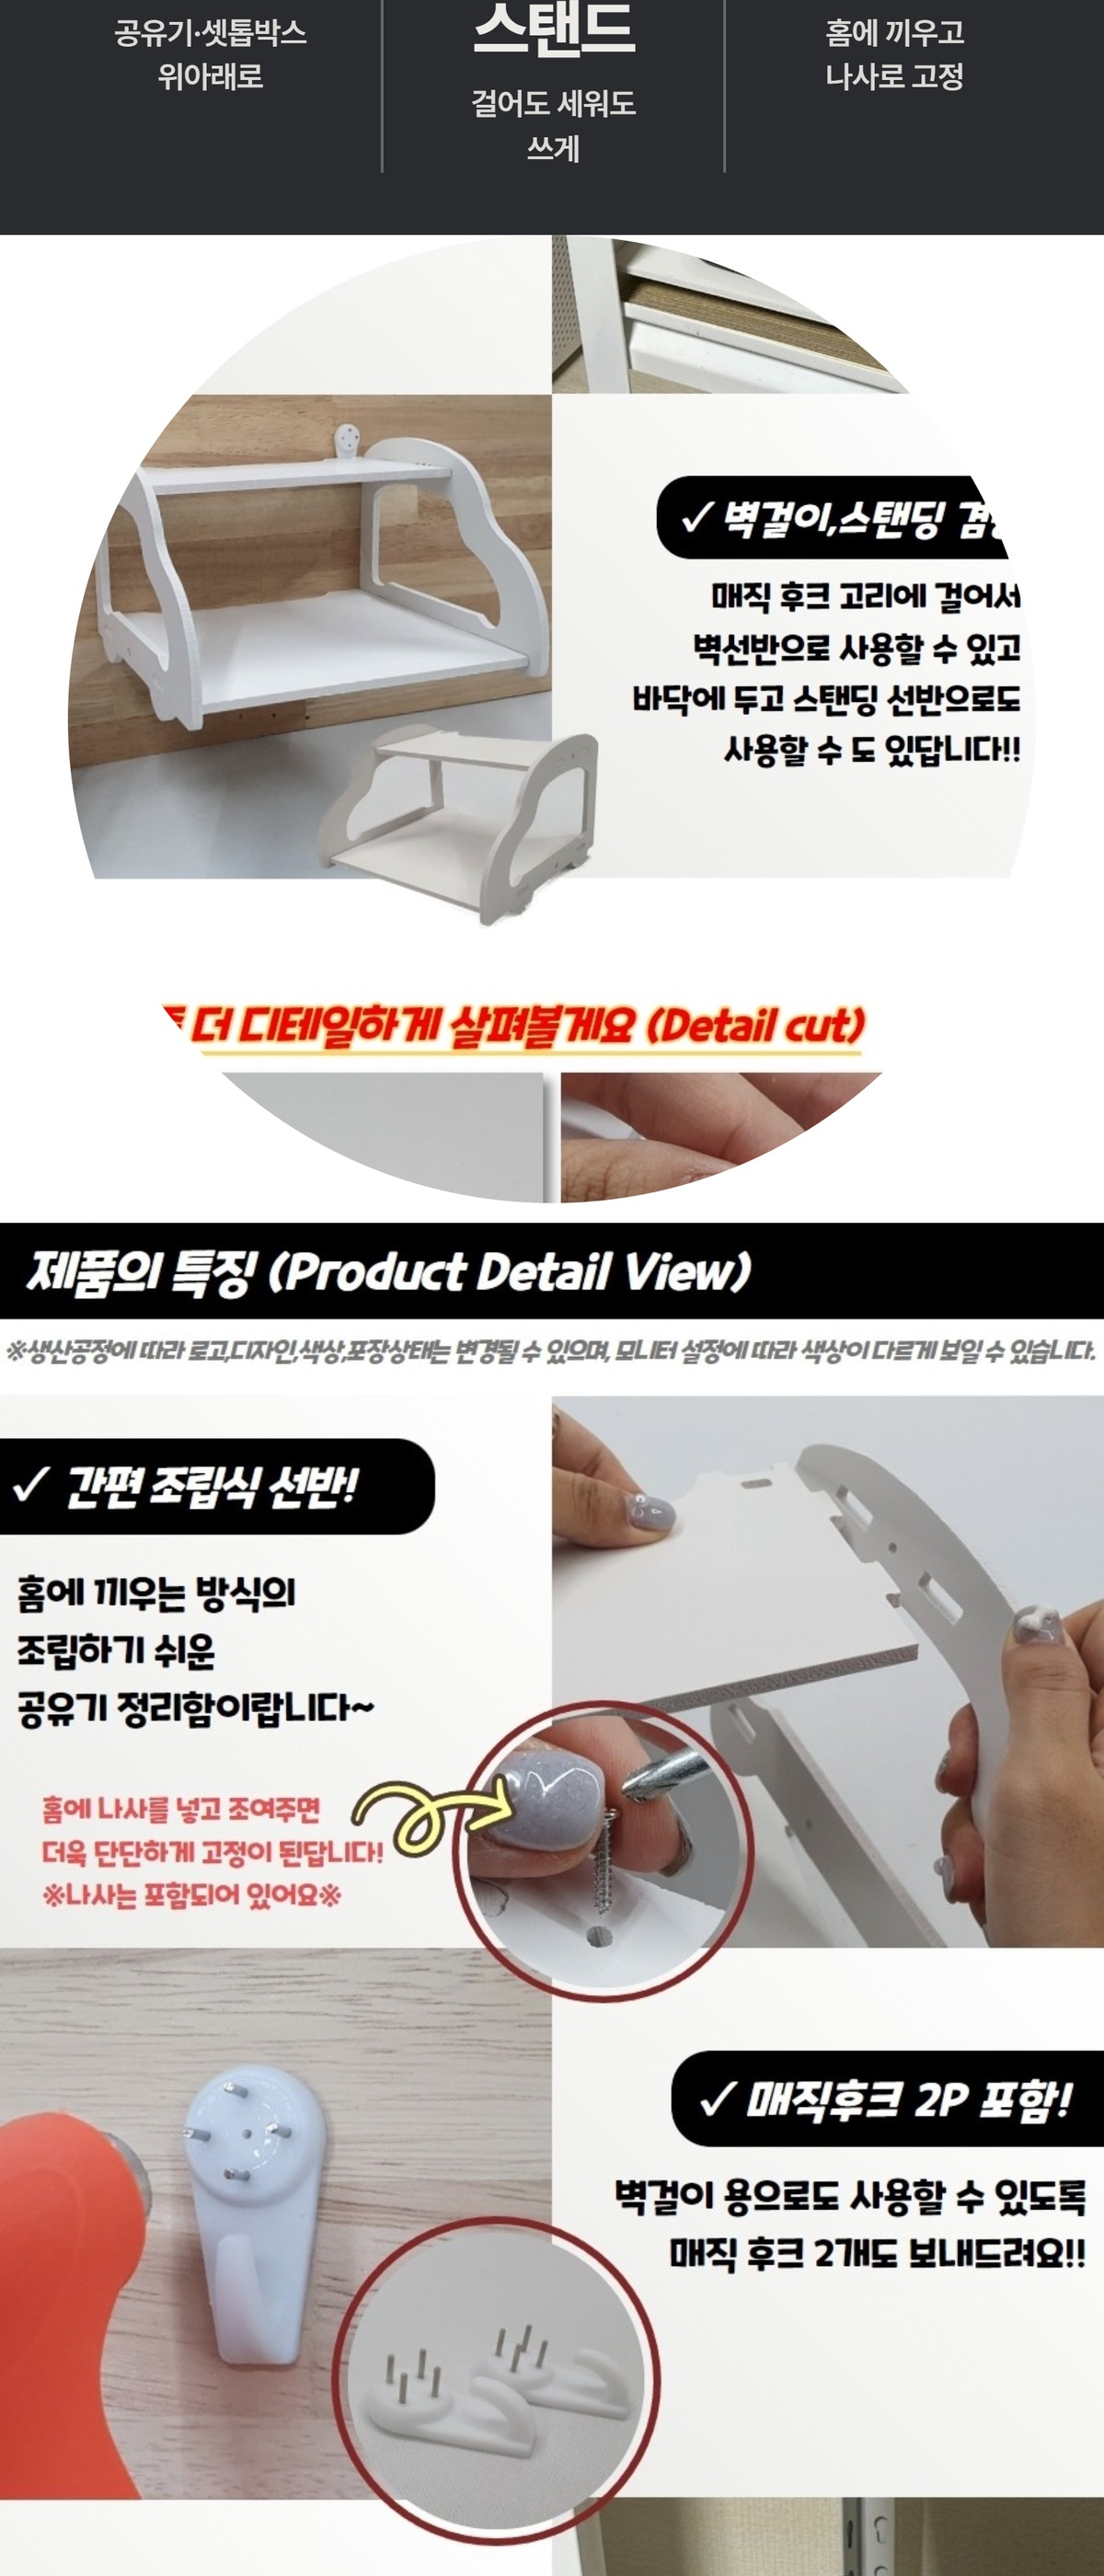 공유기·셋톱박스
위아래로
스탠드
걸어도 세워도
쓰게
홈에 끼우고
나사로 고정
✓ 벽걸이,스탠딩
매직 후크 고리에 걸어서
벽선반으로 사용할 수 있고
바닥에 두고 스탠딩 선반으로도
사용할 수 도 있답니다!!
더 디테일하게 살펴볼게요 (Detail cut)
제품의 특징 (Product Detail View)
※생산공정에 따라 로고,디자인,색상,포장상태는 변경될 수 있으며, 모니터 설정에 따라 색상이 다르게 보일 수 있습니다.
✓ 간편 조립식 선반!
홈에 끼우는 방식의
조립하기 쉬운
공유기 정리함이랍니다~
홈에 나사를 넣고 조여주면
더욱 단단하게 고정이 된답니다!
※나사는 포함되어 있어요※
✓ 매직후크 2P 포함!
벽걸이 용으로도 사용할 수 있도록
매직 후크 2개도 보내드려요!!